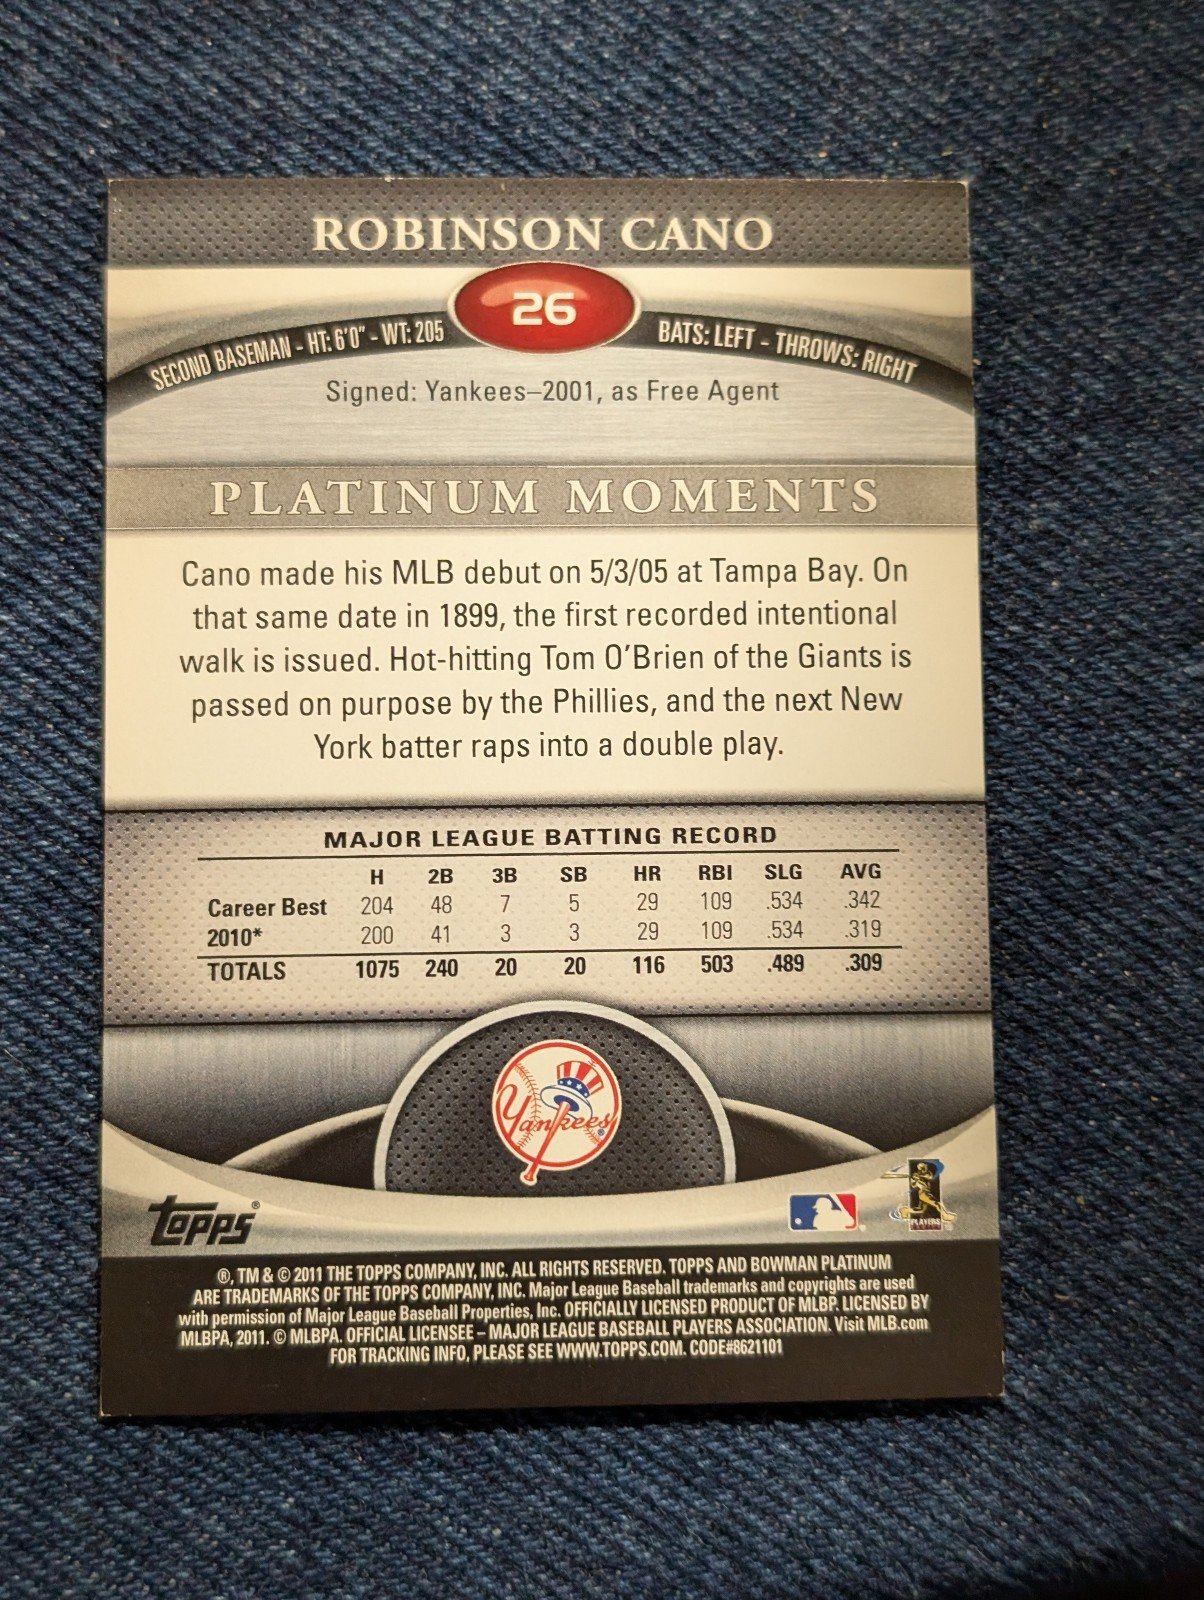 ROBINSON CANO
26
SECOND BASEMAN - HT: 6'0" - WT: 205
BATS: LEFT - THROWS: RIGHT
Signed: Yankees–2001, as Free Agent
PLATINUM MOMENTS
Cano made his MLB debut on 5/3/05 at Tampa Bay. On
that same date in 1899, the first recorded intentional
walk is issued. Hot-hitting Tom O'Brien of the Giants is
passed on purpose by the Phillies, and the next New
York batter raps into a double play.
MAJOR LEAGUE BATTING RECORD
H 2B 3B SB HR RBI SLG AVG
Career Best 204 48 7 5 29 109 .534 .342
2010* 200 41 3 3 29 109 .534 .319
TOTALS 1075 240 20 20 116 503 .489 .309
Yankees®
TOPPS®
PLAYERS
®, TM & © 2011 THE TOPPS COMPANY, INC. ALL RIGHTS RESERVED. TOPPS AND BOWMAN PLATINUM
ARE TRADEMARKS OF THE TOPPS COMPANY, INC. Major League Baseball trademarks and copyrights are used
with permission of Major League Baseball Properties, Inc. OFFICIALLY LICENSED PRODUCT OF MLBP. LICENSED BY
MLBPA, 2011. © MLBPA. OFFICIAL LICENSEE – MAJOR LEAGUE BASEBALL PLAYERS ASSOCIATION. Visit MLB.com
FOR TRACKING INFO, PLEASE SEE WWW.TOPPS.COM. CODE#8621101